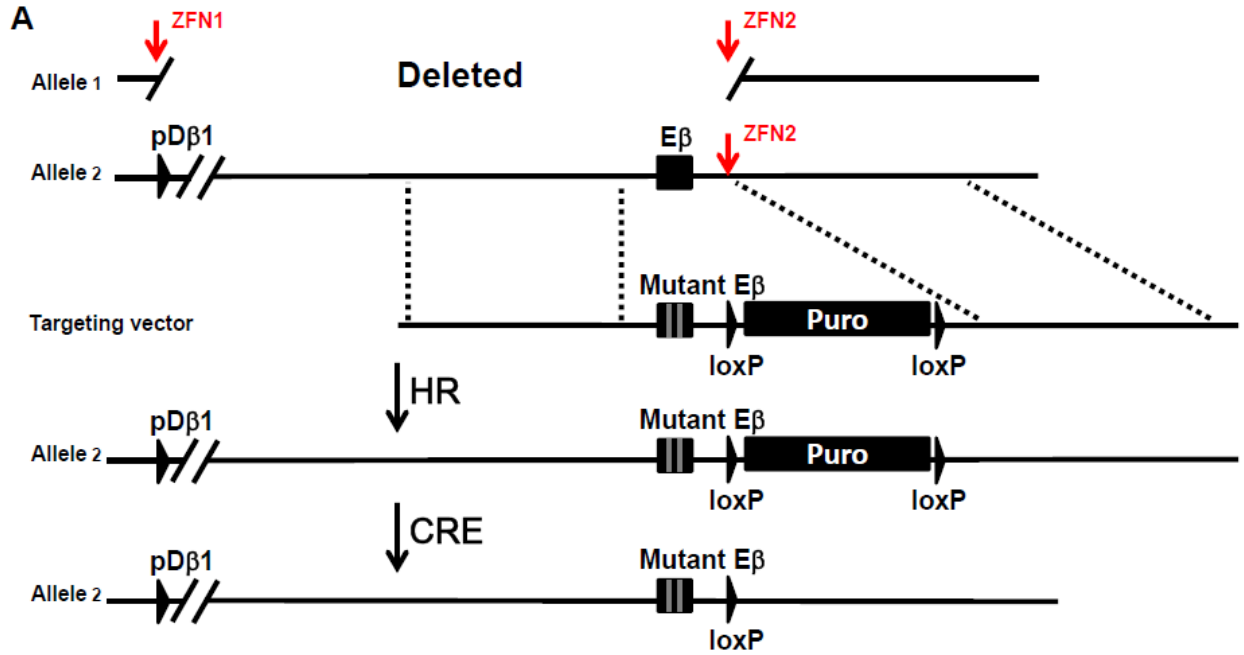 A
ZFN1
ZFN2
Allele 1
Deleted
pDβ1
Eβ
ZFN2
Allele 2
Mutant Eβ
Targeting vector
Puro
loxP
loxP
HR
pDβ1
Mutant Eβ
Allele 2
Puro
loxP
loxP
CRE
pDβ1
Mutant Eβ
Allele 2
loxP